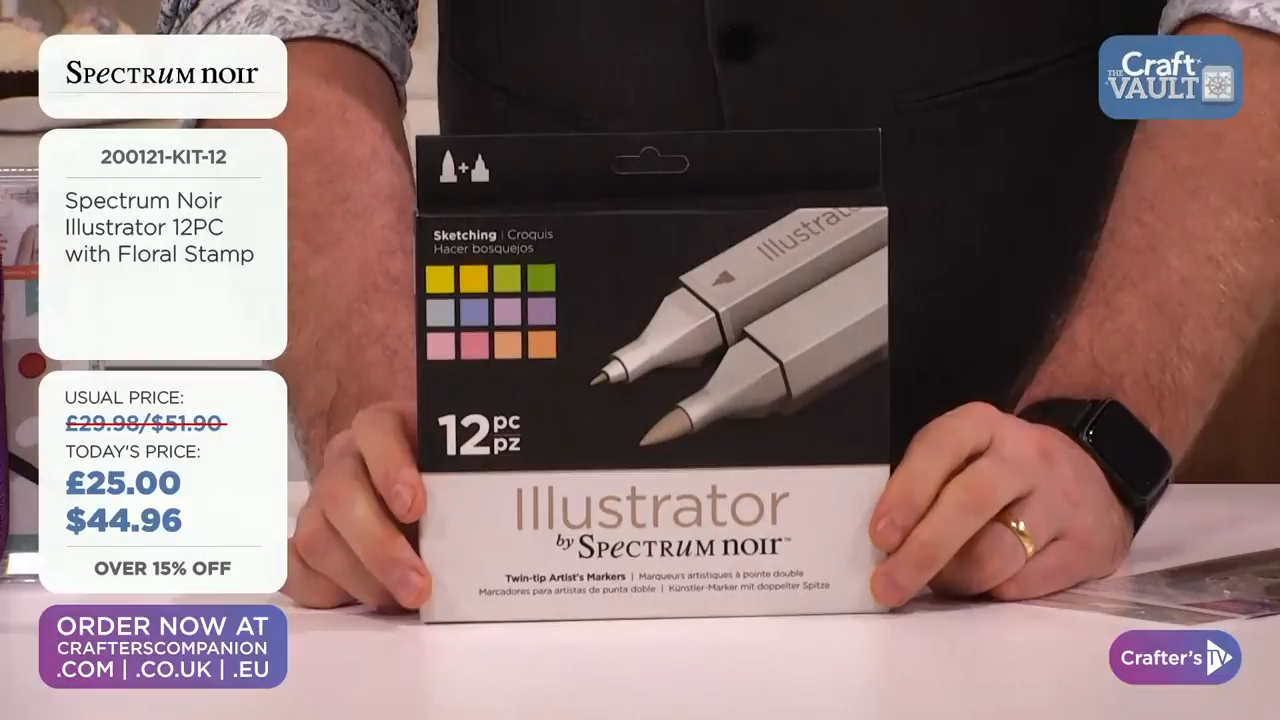 SPECTRUM NOIR
200121-KIT-12
Spectrum Noir
Illustrator 12PC
with Floral Stamp
USUAL PRICE:
£29.98/$51.90
TODAY'S PRICE:
£25.00
$44.96
OVER 15% OFF
ORDER NOW AT
CRAFTERSCOMPANION
.COM | .CO.UK | .EU
THE Craft
VAULT
Sketching | Croquis
Hacer bosquejos
Illustrat
12 pc
pz
Illustrator
by SPECTRUM NOIR™
Twin-tip Artist's Markers | Marqueurs artistiques à pointe double
Marcadores para artistas de punta doble | Künstler-Marker mit doppelter Spitze
Crafter's TV